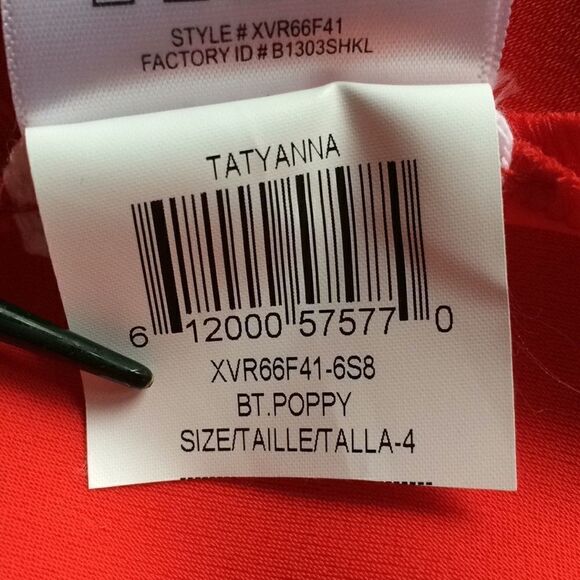 STYLE # XVR66F41
FACTORY ID # B1303SHKL
TATYANNA
6 12000 57577 0
XVR66F41-6S8
BT.POPPY
SIZE/TAILLE/TALLA-4